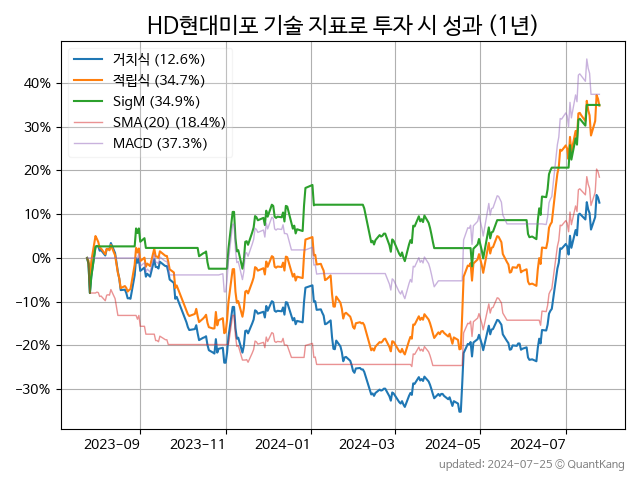 HD현대미포 기술 지표로 투자 시 성과 (1년)
거치식 (12.6%)
적립식 (34.7%)
SigM (34.9%)
SMA(20) (18.4%)
MACD (37.3%)
40%
30%
20%
10%
0%
−10%
−20%
−30%
2023-09
2023-11
2024-01
2024-03
2024-05
2024-07
updated: 2024-07-25 © QuantKang